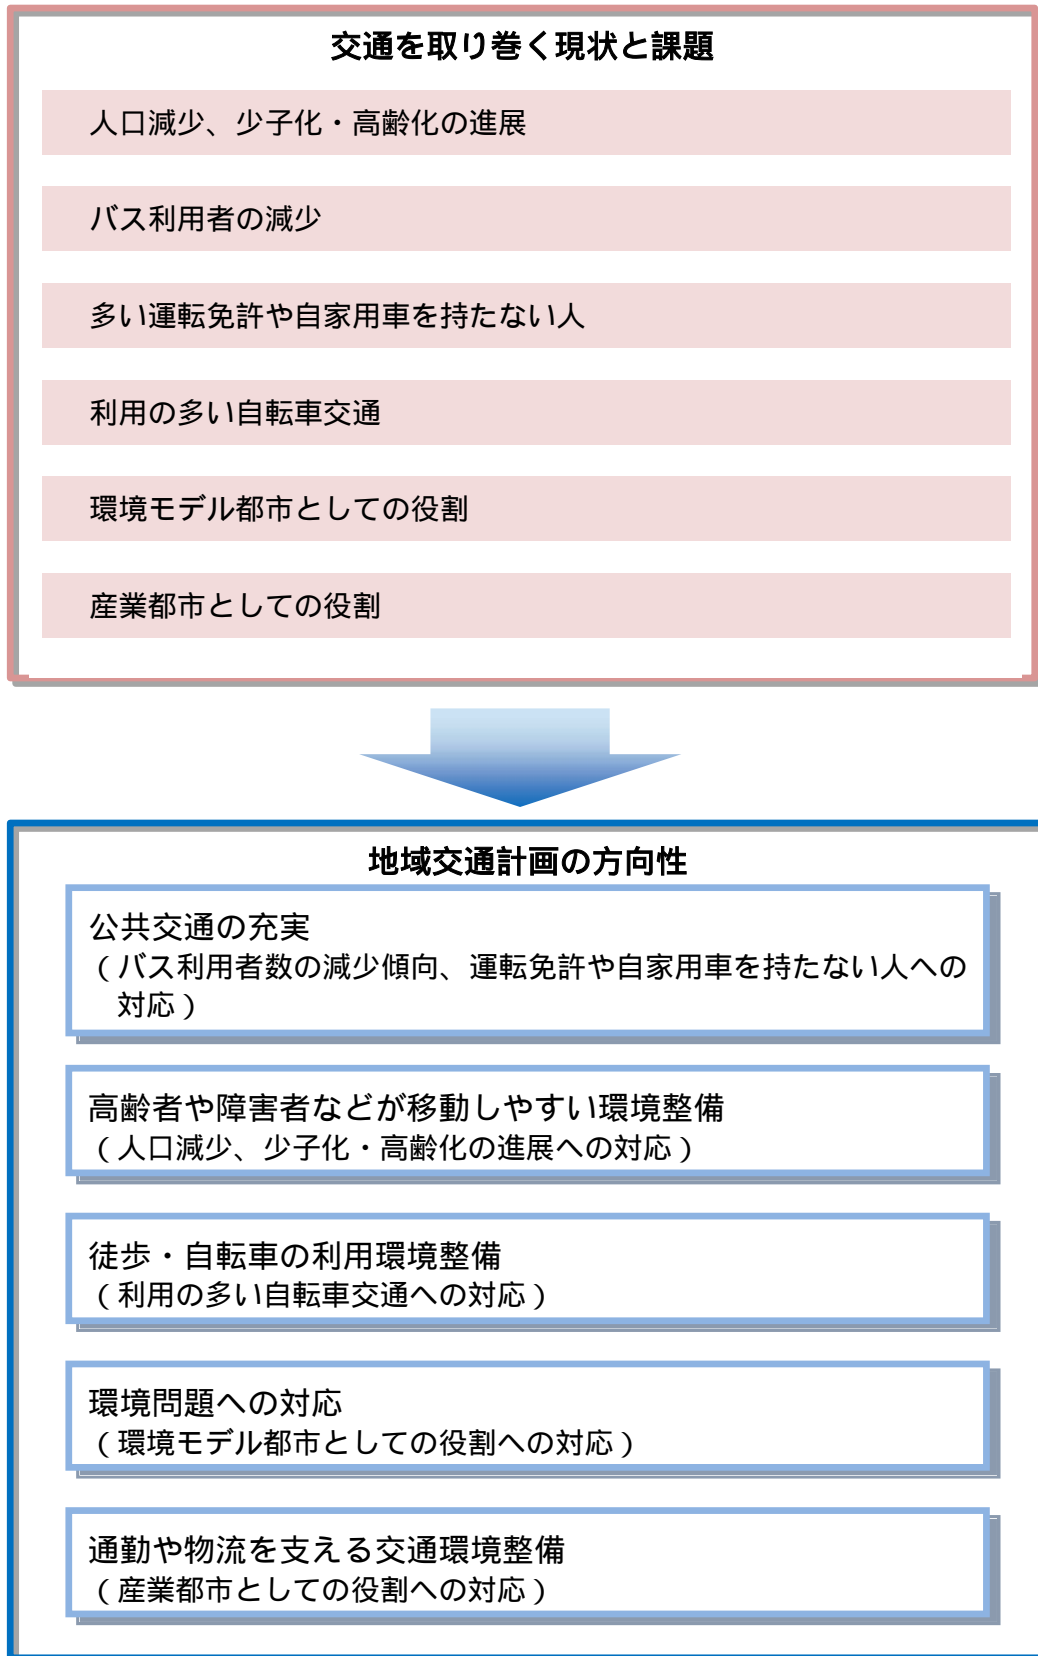 交通を取り巻く現状と課題
人口減少、少子化・高齢化の進展
バス利用者の減少
多い運転免許や自家用車を持たない人
利用の多い自転車交通
環境モデル都市としての役割
産業都市としての役割
地域交通計画の方向性
公共交通の充実
（バス利用者数の減少傾向、運転免許や自家用車を持たない人への
対応）
高齢者や障害者などが移動しやすい環境整備
（人口減少、少子化・高齢化の進展への対応）
徒歩・自転車の利用環境整備
（利用の多い自転車交通への対応）
環境問題への対応
（環境モデル都市としての役割への対応）
通勤や物流を支える交通環境整備
（産業都市としての役割への対応）